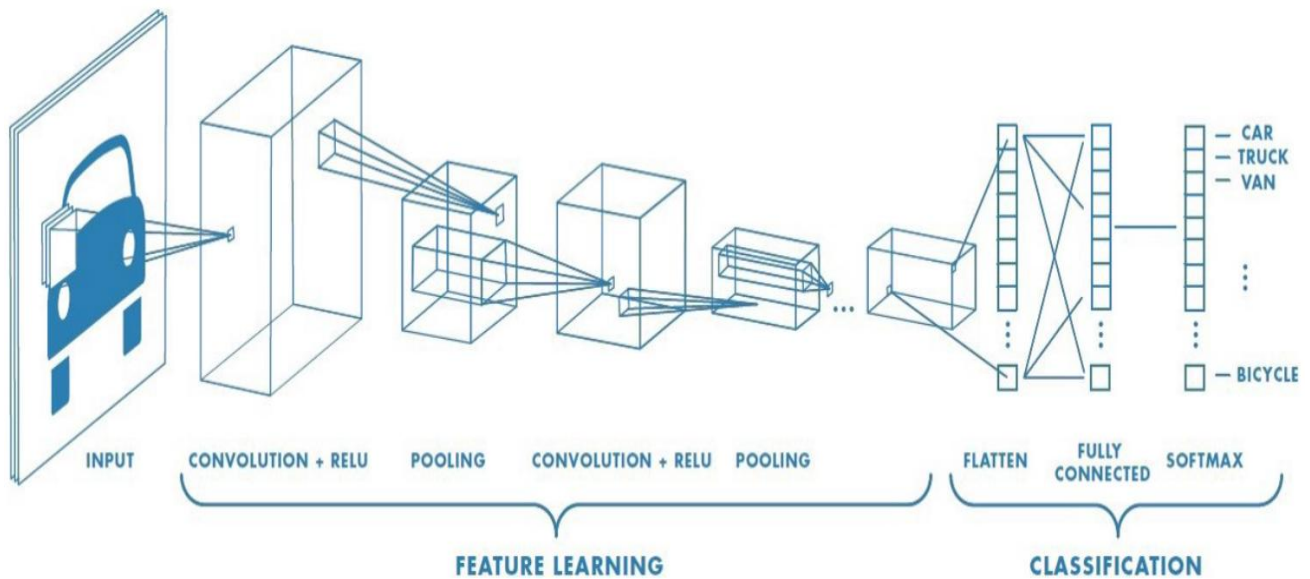 CAR
TRUCK
VAN
BICYCLE
INPUT
CONVOLUTION + RELU
POOLING
CONVOLUTION + RELU
POOLING
FLATTEN
FULLY
CONNECTED
SOFTMAX
FEATURE LEARNING
CLASSIFICATION